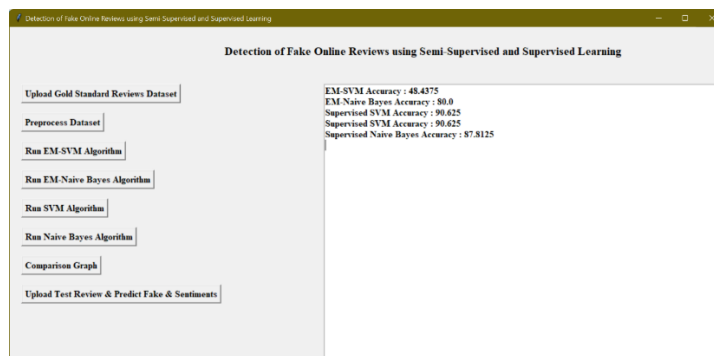 Detection of Fake Online Reviews using Semi-Supervised and Supervised Learning
Detection of Fake Online Reviews using Semi-Supervised and Supervised Learning
Upload Gold Standard Reviews Dataset
Preprocess Dataset
Run EM-SVM Algorithm
Run EM-Naive Bayes Algorithm
Run SVM Algorithm
Run Naive Bayes Algorithm
Comparison Graph
Upload Test Review & Predict Fake & Sentiments
EM-SVM Accuracy : 48.4375
EM-Naive Bayes Accuracy : 80.0
Supervised SVM Accuracy : 90.625
Supervised SVM Accuracy : 90.625
Supervised Naive Bayes Accuracy : 87.8125